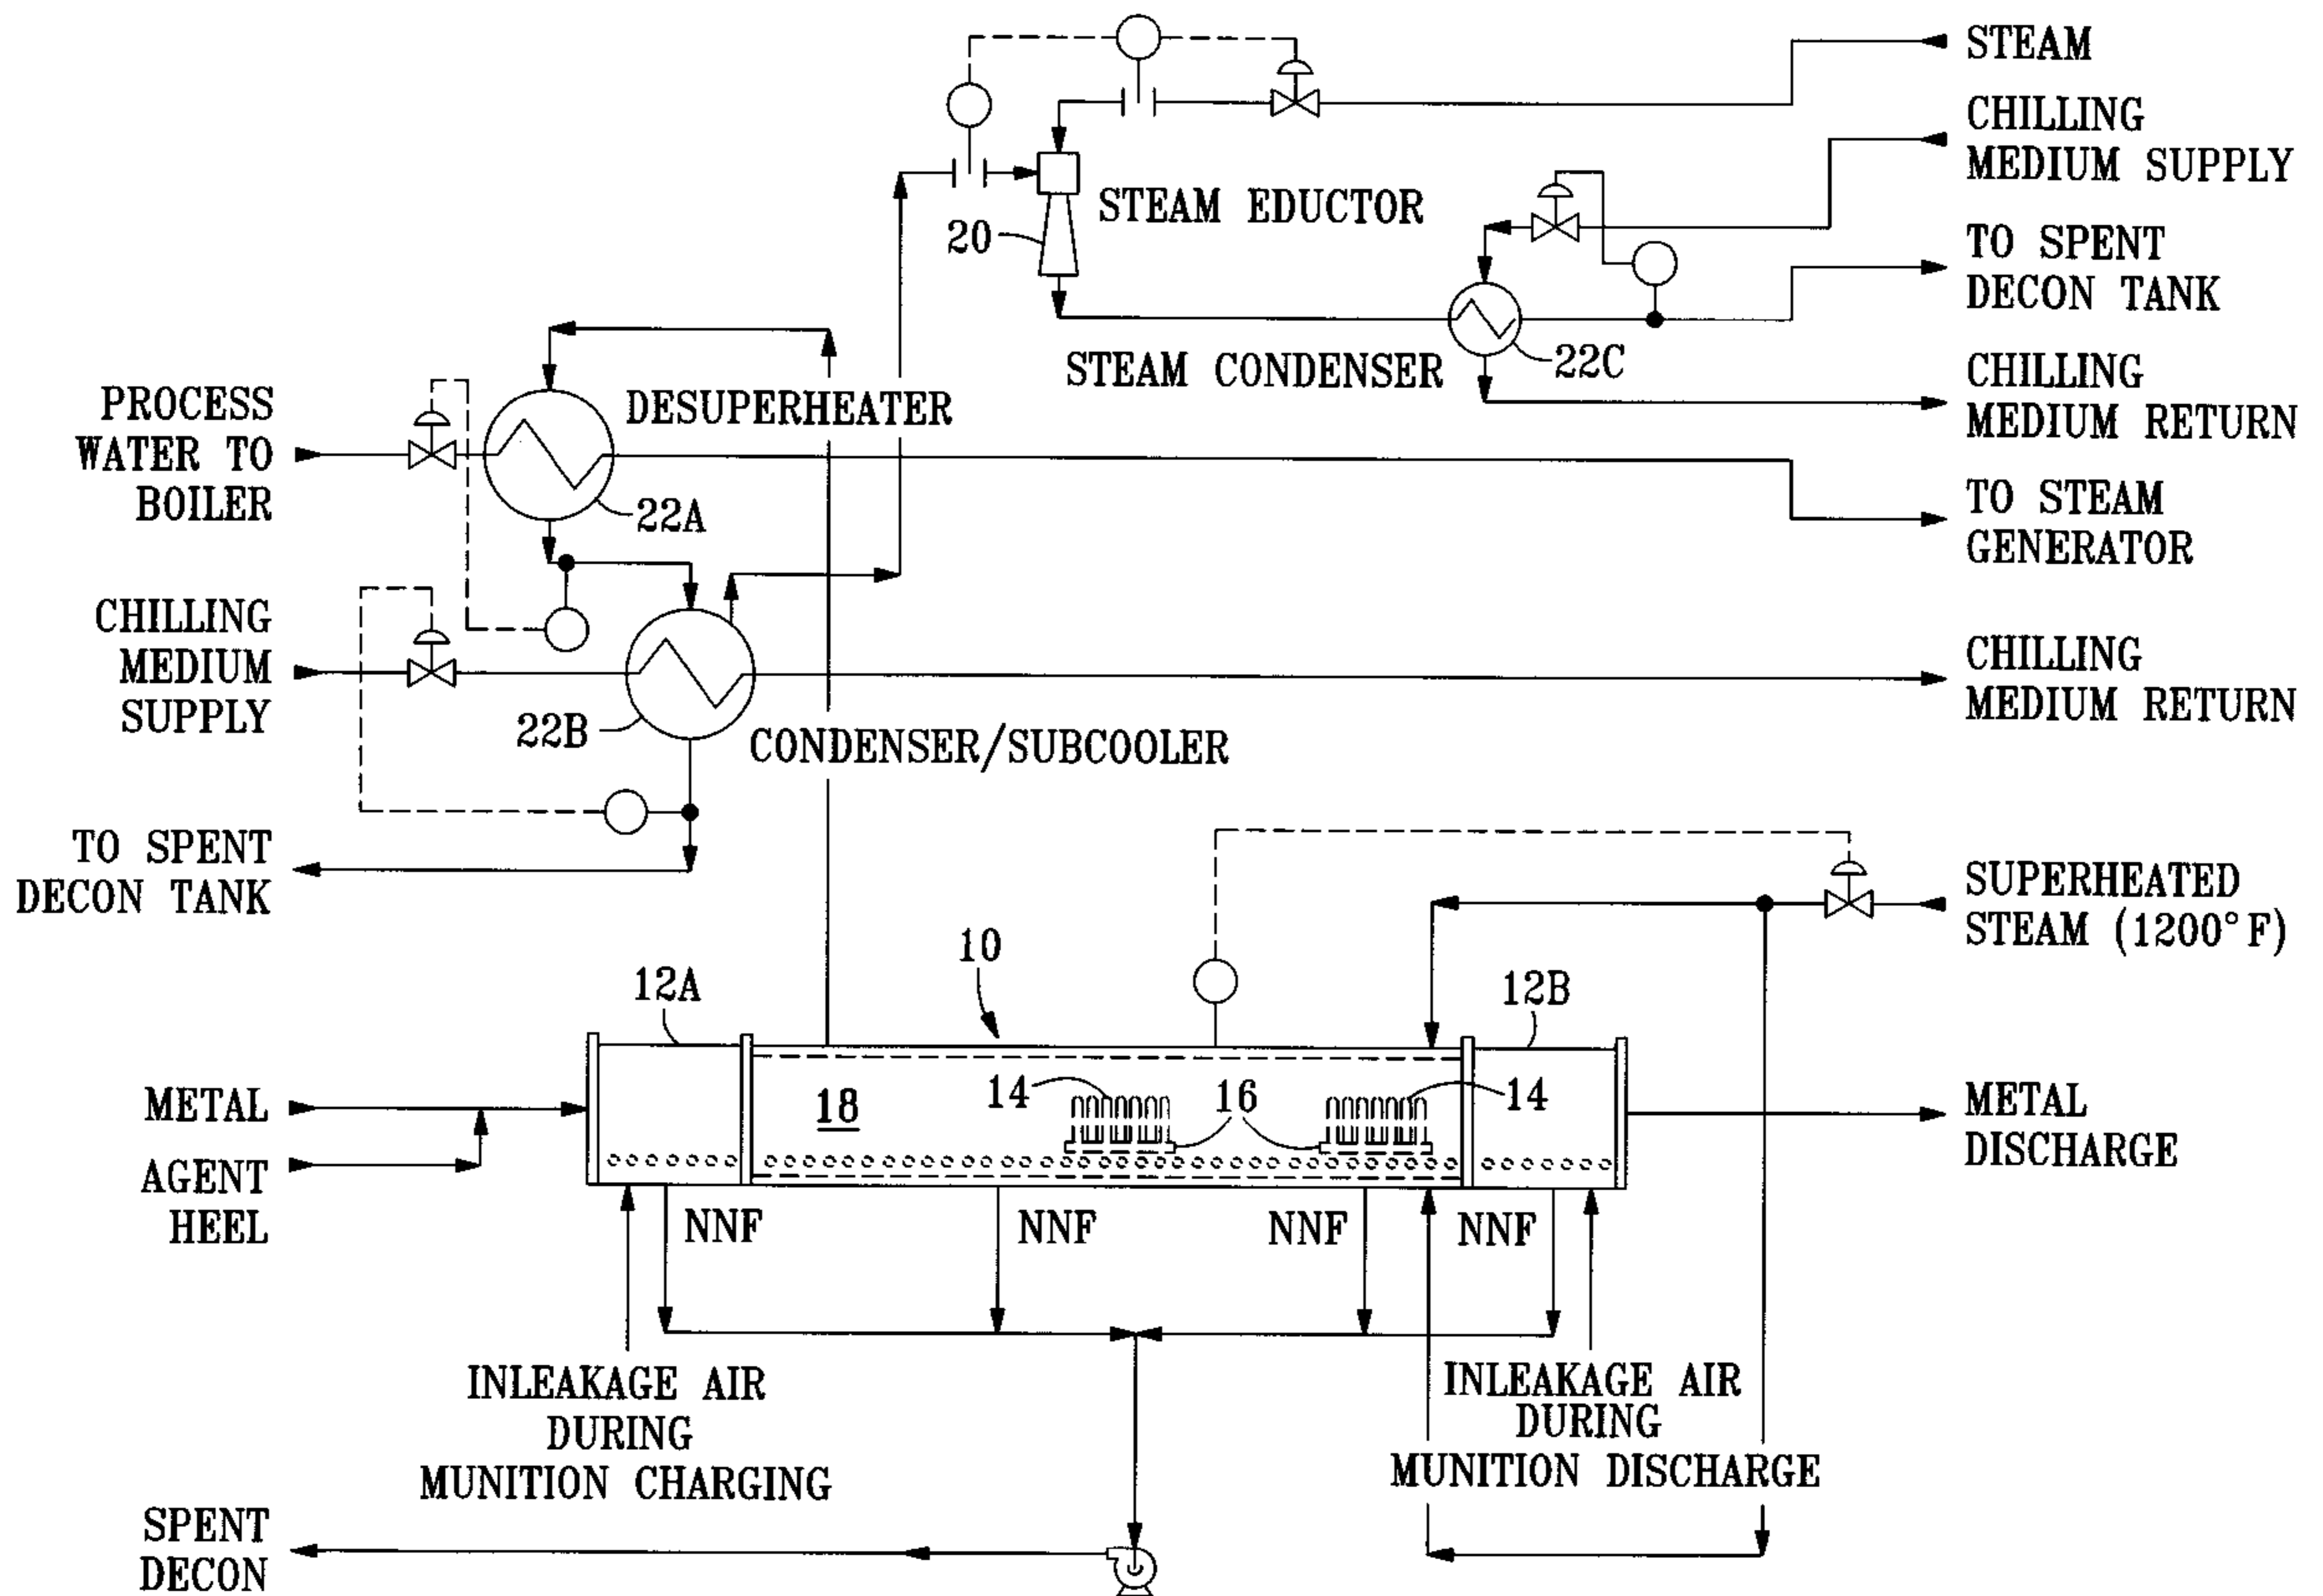 STEAM
CHILLING
MEDIUM SUPPLY
STEAM EDUCTOR
20
TO SPENT
DECON TANK
STEAM CONDENSER
22C
CHILLING
MEDIUM RETURN
PROCESS
WATER TO
BOILER
DESUPERHEATER
22A
TO STEAM
GENERATOR
CHILLING
MEDIUM
SUPPLY
22B
CONDENSER/SUBCOOLER
CHILLING
MEDIUM RETURN
TO SPENT
DECON TANK
SUPERHEATED
STEAM (1200°F)
10
12A
12B
METAL
AGENT
HEEL
18
14
16
14
METAL
DISCHARGE
NNF
NNF
NNF
NNF
INLEAKAGE AIR
DURING
MUNITION CHARGING
INLEAKAGE AIR
DURING
MUNITION DISCHARGE
SPENT
DECON